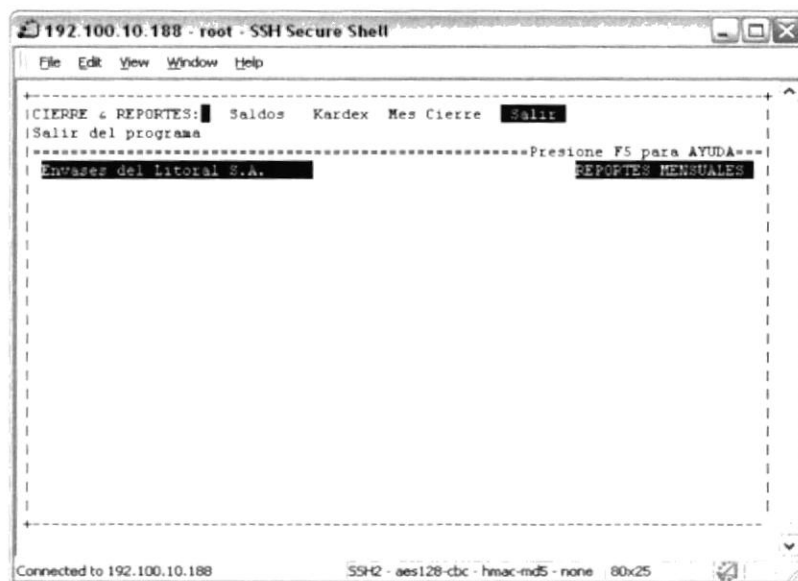 192.100.10.188 - root - SSH Secure Shell
File Edit View Window Help
CIERRE & REPORTES: Saldos Kardex Mes Cierre Salir
Salir del programa
Presione F5 para AYUDA
Envases del Litoral S.A. REPORTES MENSUALES
Connected to 192.100.10.188 SSH2 - aes128-cbc - hmac-md5 - none 80x25